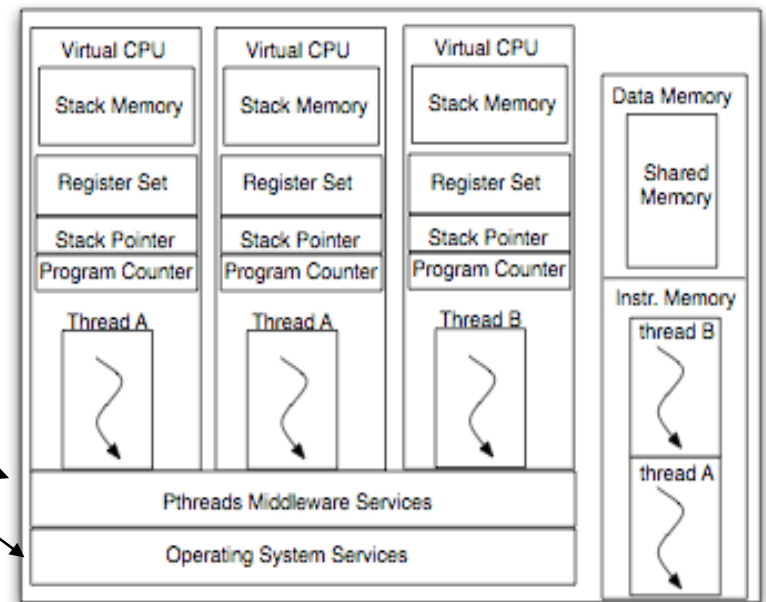 Virtual CPU
Stack Memory
Register Set
Stack Pointer
Program Counter
Thread A
Virtual CPU
Stack Memory
Register Set
Stack Pointer
Program Counter
Thread A
Virtual CPU
Stack Memory
Register Set
Stack Pointer
Program Counter
Thread B
Pthreads Middleware Services
Operating System Services
Data Memory
Shared
Memory
Instr. Memory
thread B
thread A